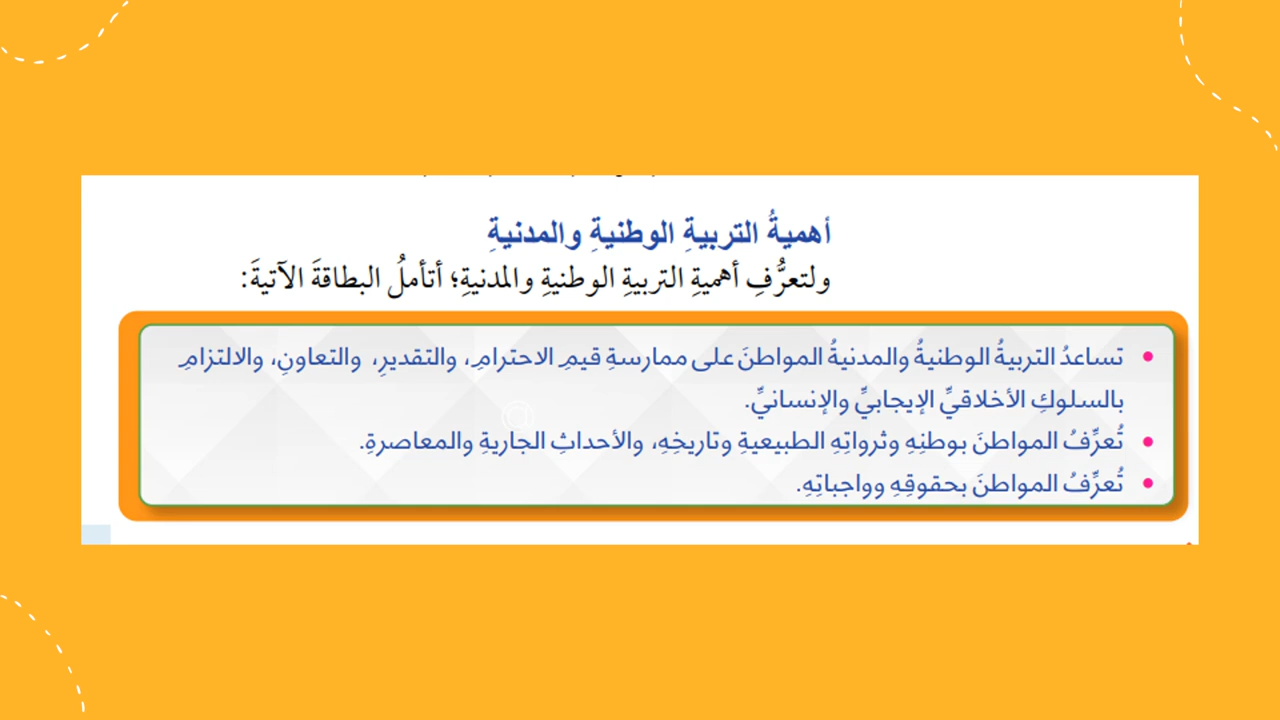 أهميةُ التربيةِ الوطنيةِ والمدنيةِ
ولتعرُّفِ أهميةِ التربيةِ الوطنيةِ والمدنيةِ؛ أتأملُ البطاقةَ الآتيةَ:
• تساعدُ التربيةُ الوطنيةُ والمدنيةُ المواطنَ على ممارسةِ قيمِ الاحترامِ، والتقديرِ، والتعاونِ، والالتزامِ
بالسلوكِ الأخلاقيِّ الإيجابيِّ والإنسانيِّ.
• تُعرِّفُ المواطنَ بوطنِهِ وثرواتِهِ الطبيعيةِ وتاريخِهِ، والأحداثِ الجاريةِ والمعاصرةِ.
• تُعرِّفُ المواطنَ بحقوقِهِ وواجباتِهِ.